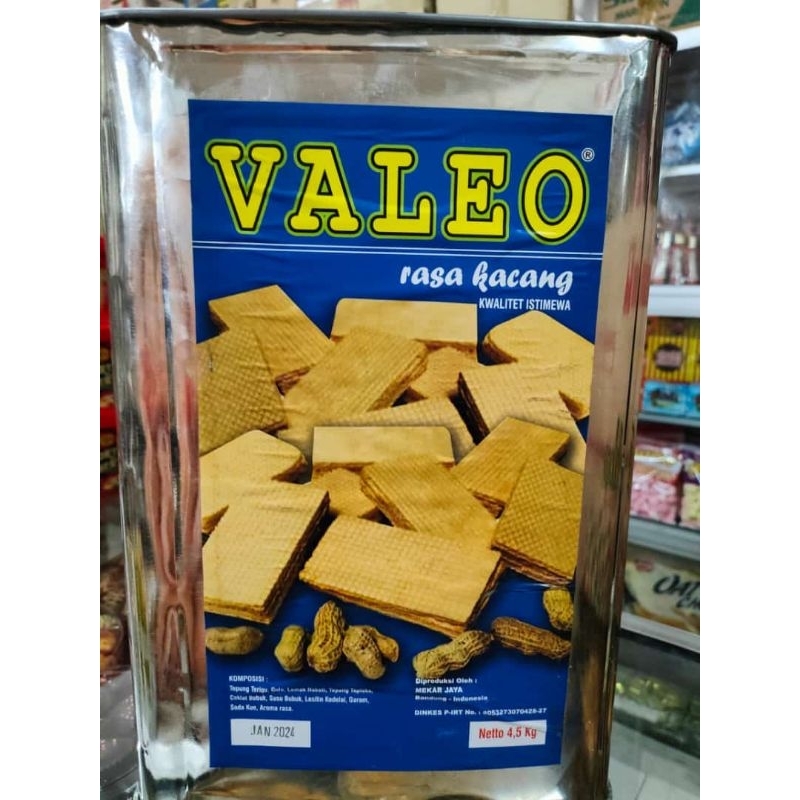 VALEO®
rasa kacang
KWALITET ISTIMEWA
KOMPOSISI :
Tepung Terigu, Gula, Lemak Nabati, Tepung Tapioka,
Coklat Bubuk, Susu Bubuk, Lesitin Kedelai, Garam,
Soda Kue, Aroma rasa.
JAN 2024
Diproduksi Oleh :
MEKAR JAYA
Bandung - Indonesia
DINKES P-IRT No. :
Netto 4,5 Kg